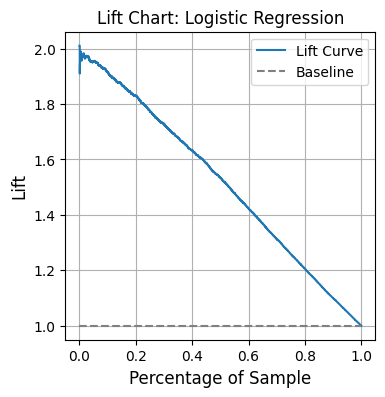 Lift Chart: Logistic Regression
Lift Curve
Baseline
2.0
1.8
1.6
1.4
1.2
1.0
Lift
0.0 0.2 0.4 0.6 0.8 1.0
Percentage of Sample